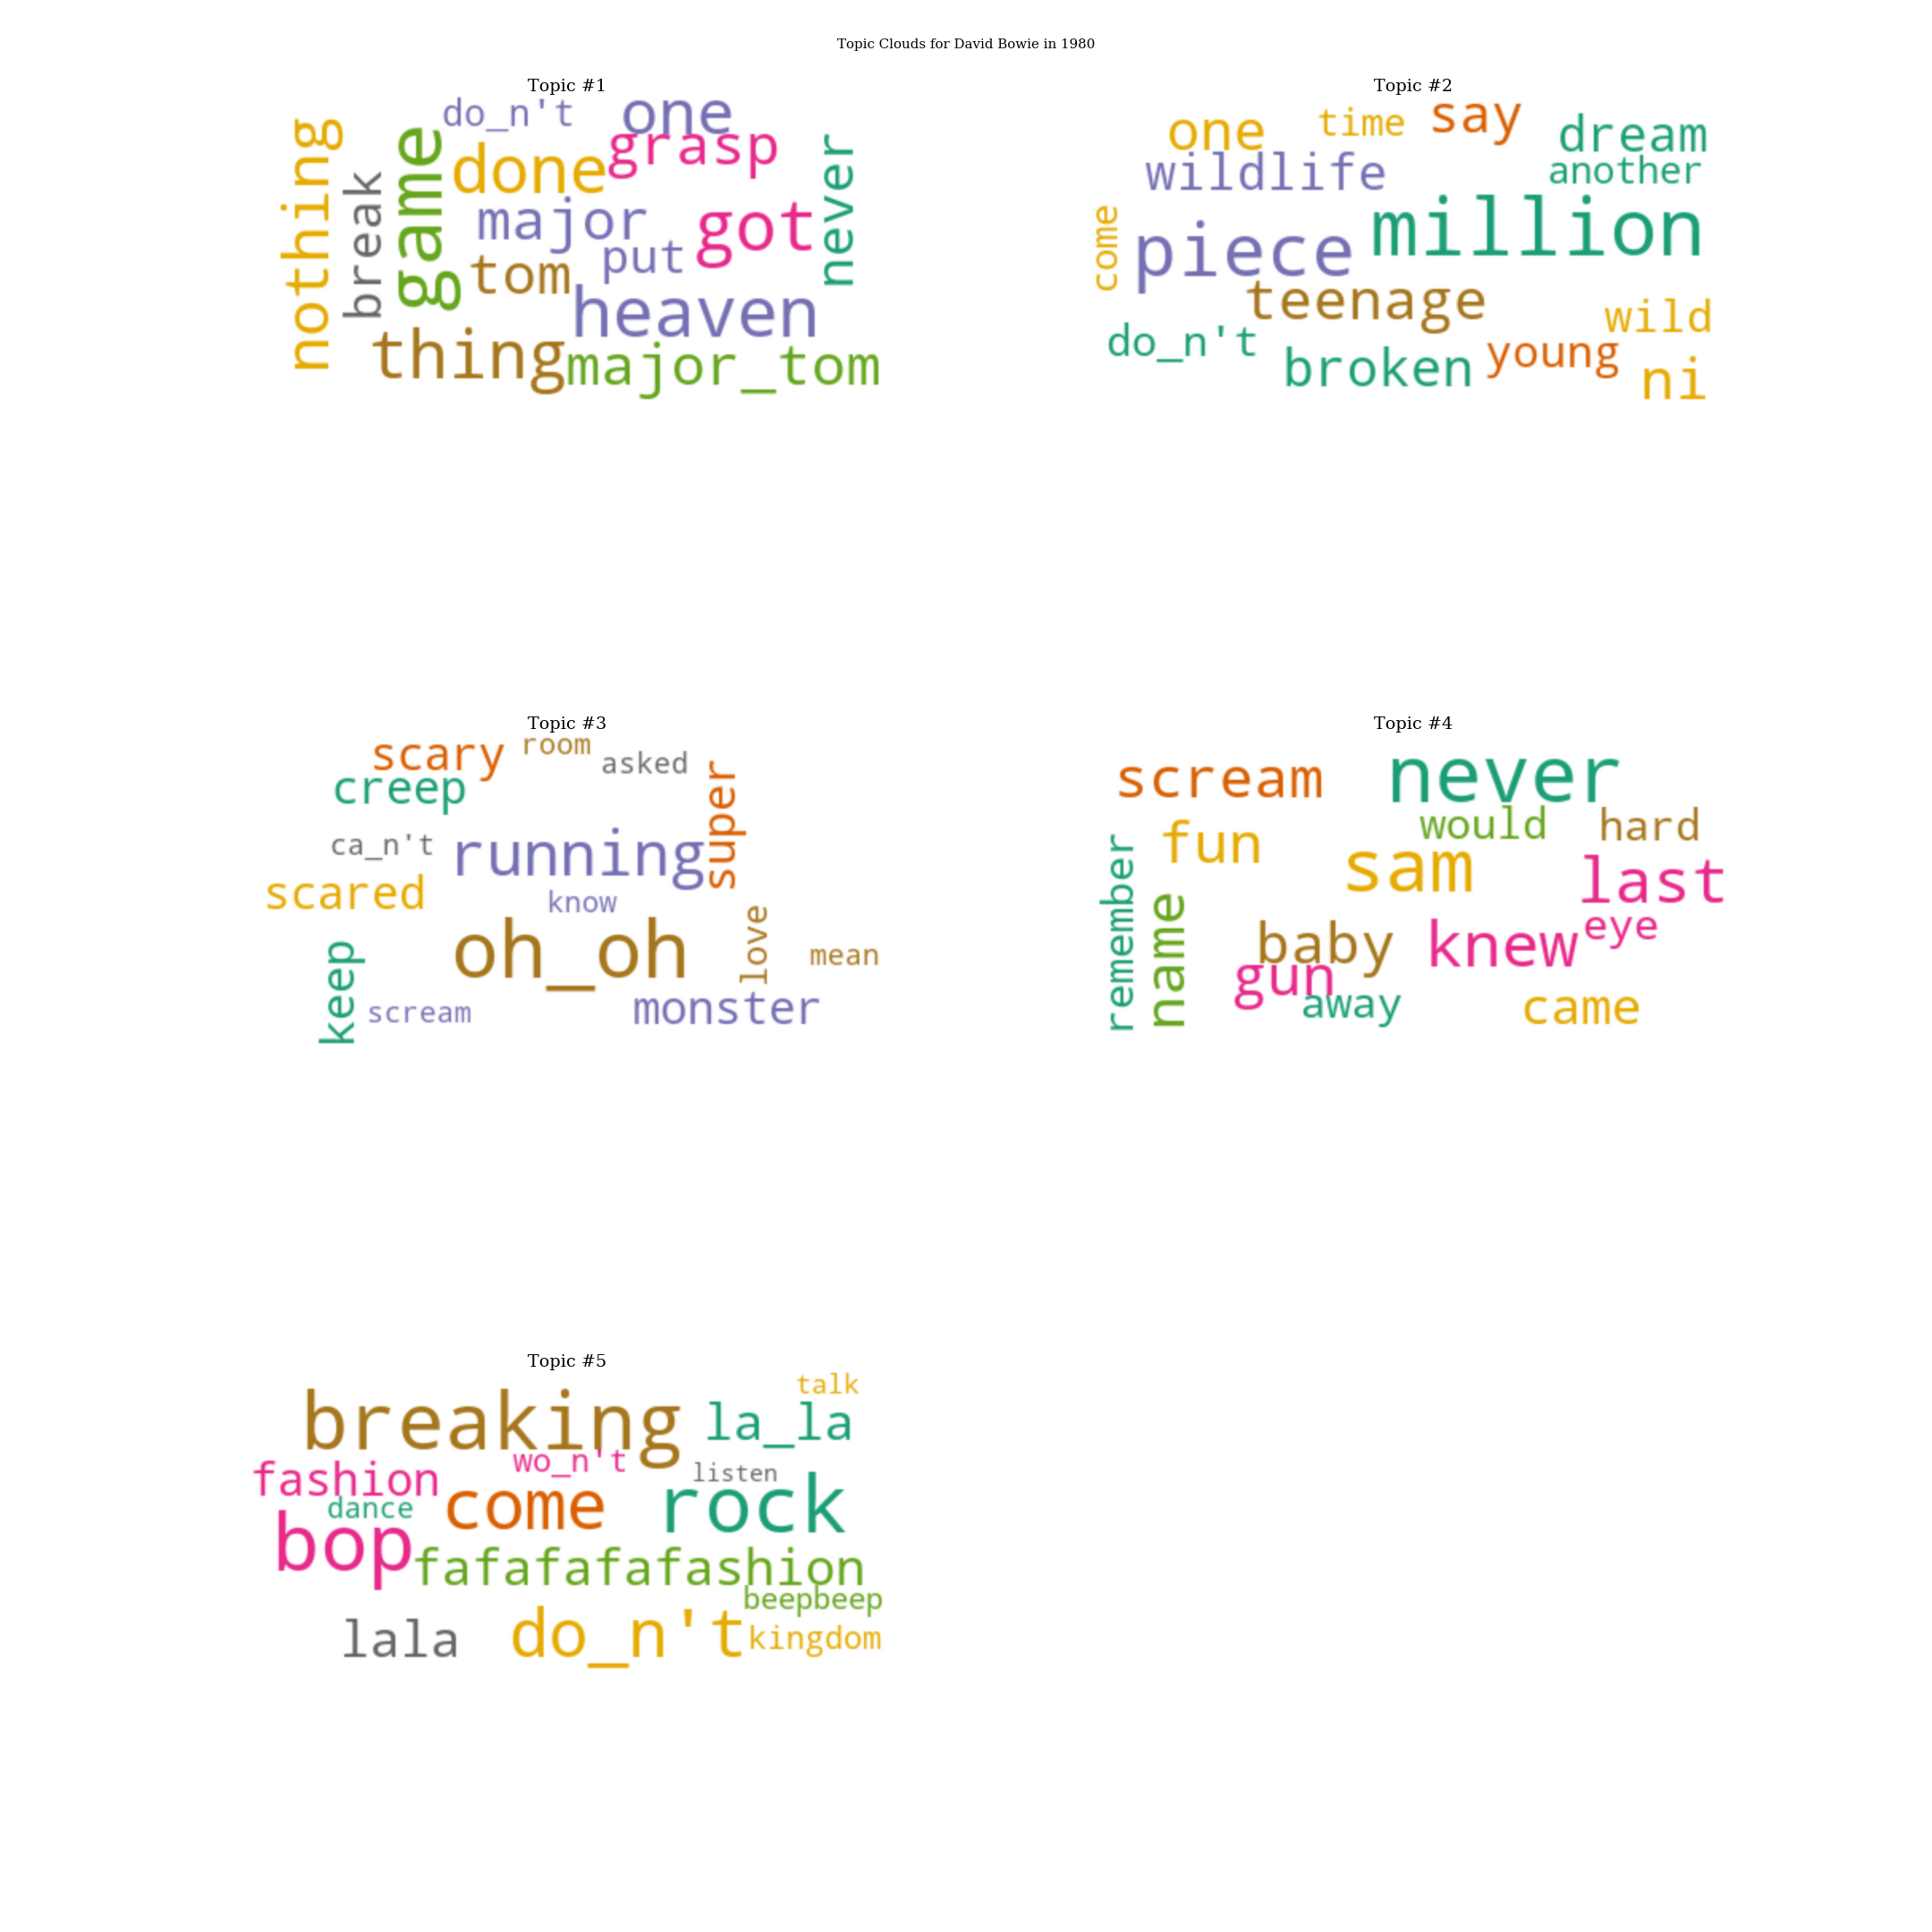 Topic Clouds for David Bowie in 1980
Topic #1
do_n't
one
nothing
game
grasp
done
never
break
major
got
put
tom
heaven
thing
major_tom
Topic #2
one
time
say
dream
wildlife
another
million
come
piece
teenage
wild
do_n't
young
broken
ni
Topic #3
scary
room
asked
creep
super
ca_n't
running
scared
know
oh_oh
love
mean
keep
scream
monster
Topic #4
scream
never
would
hard
fun
sam
last
remember
name
baby
knew
eye
gun
away
came
Topic #5
talk
breaking
la_la
wo_n't
fashion
listen
dance
come
rock
bop
fafafafafashion
beepbeep
lala
do_n't
kingdom